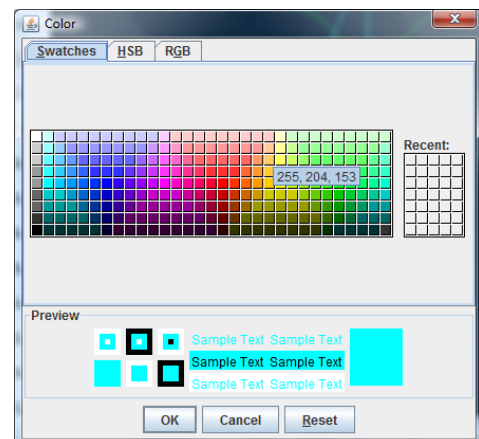 Color
Swatches HSB RGB
Recent:
255, 204, 153
Preview
Sample Text Sample Text
Sample Text Sample Text
Sample Text Sample Text
OK Cancel Reset